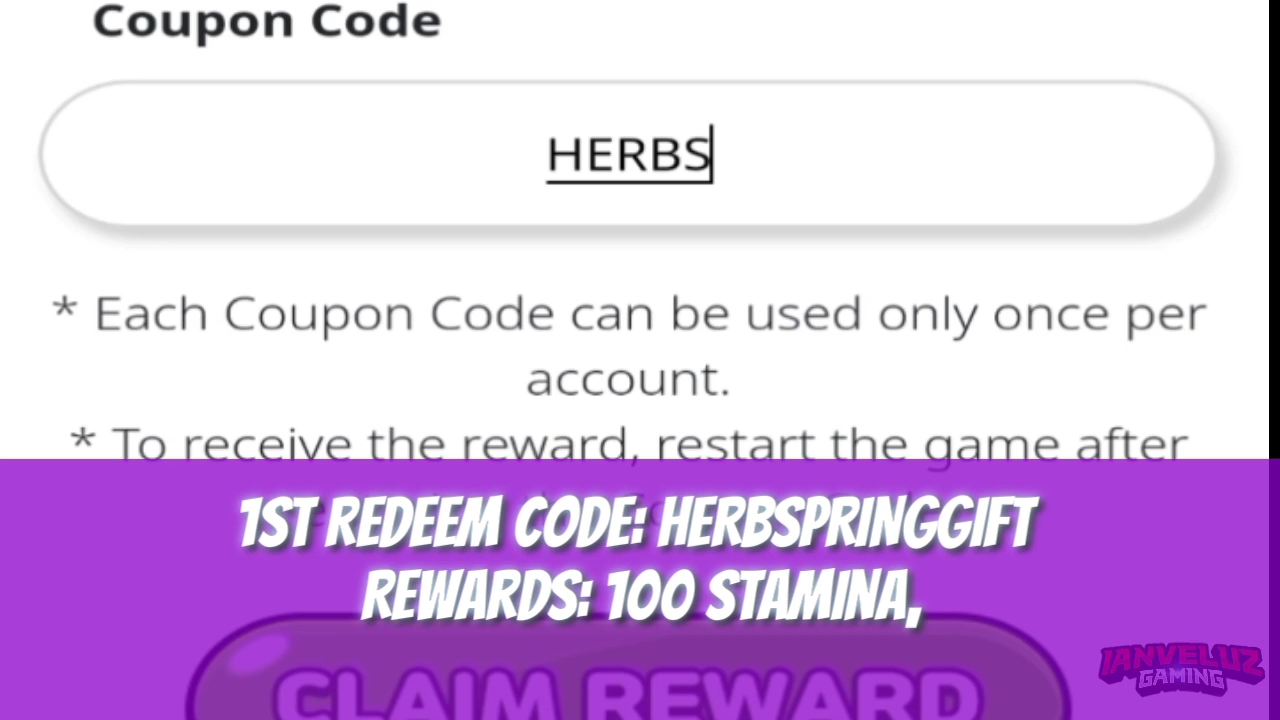 Coupon Code
HERBS
* Each Coupon Code can be used only once per
account.
* To receive the reward, restart the game after
1ST REDEEM CODE: HERBSPRINGGIFT
REWARDS: 100 STAMINA,
IANVELUZ
GAMING
CLAIM REWARD